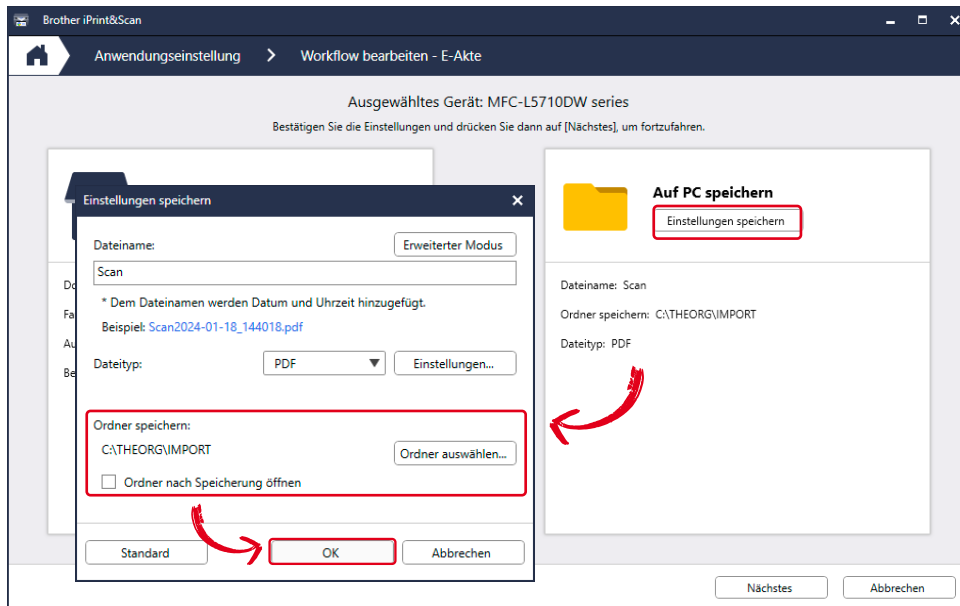 Brother iPrint&Scan
Anwendungseinstellung > Workflow bearbeiten - E-Akte
Ausgewähltes Gerät: MFC-L5710DW series
Bestätigen Sie die Einstellungen und drücken Sie dann auf [Nächstes], um fortzufahren.
Einstellungen speichern
Dateiname:
Erweiterter Modus
Scan
* Dem Dateinamen werden Datum und Uhrzeit hinzugefügt.
Beispiel: Scan2024-01-18_144018.pdf
Dateityp:
PDF
Einstellungen...
Ordner speichern:
C:\THEORG\IMPORT
Ordner auswählen...
Ordner nach Speicherung öffnen
Standard
OK
Abbrechen
Auf PC speichern
Einstellungen speichern
Dateiname: Scan
Ordner speichern: C:\THEORG\IMPORT
Dateityp: PDF
Nächstes
Abbrechen